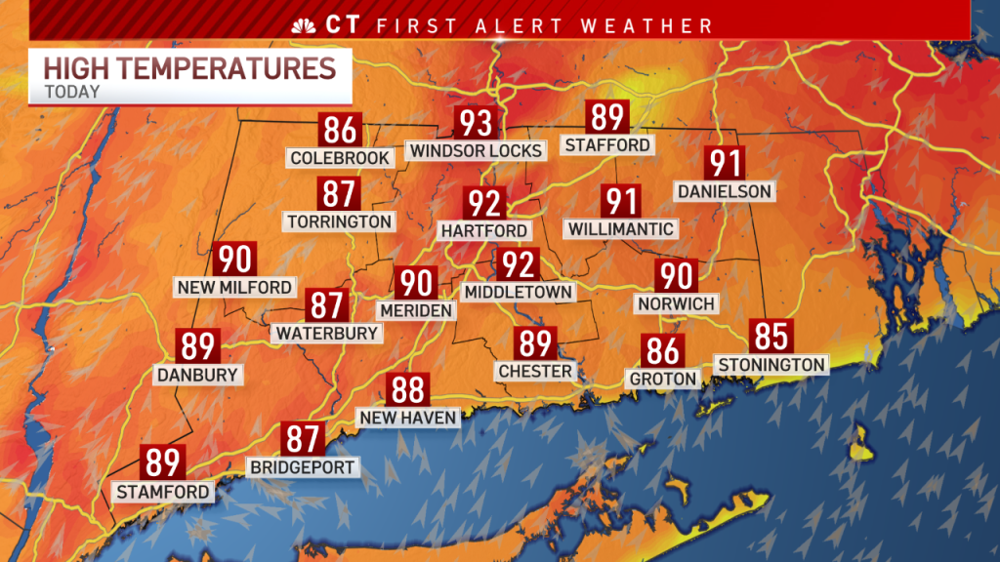 CT FIRST ALERT WEATHER
HIGH TEMPERATURES
TODAY
86
COLEBROOK
93
WINDSOR LOCKS
89
STAFFORD
91
DANIELSON
87
TORRINGTON
92
HARTFORD
91
WILLIMANTIC
90
NEW MILFORD
90
MERIDEN
92
MIDDLETOWN
90
NORWICH
87
WATERBURY
89
DANBURY
89
CHESTER
86
GROTON
85
STONINGTON
88
NEW HAVEN
87
BRIDGEPORT
89
STAMFORD